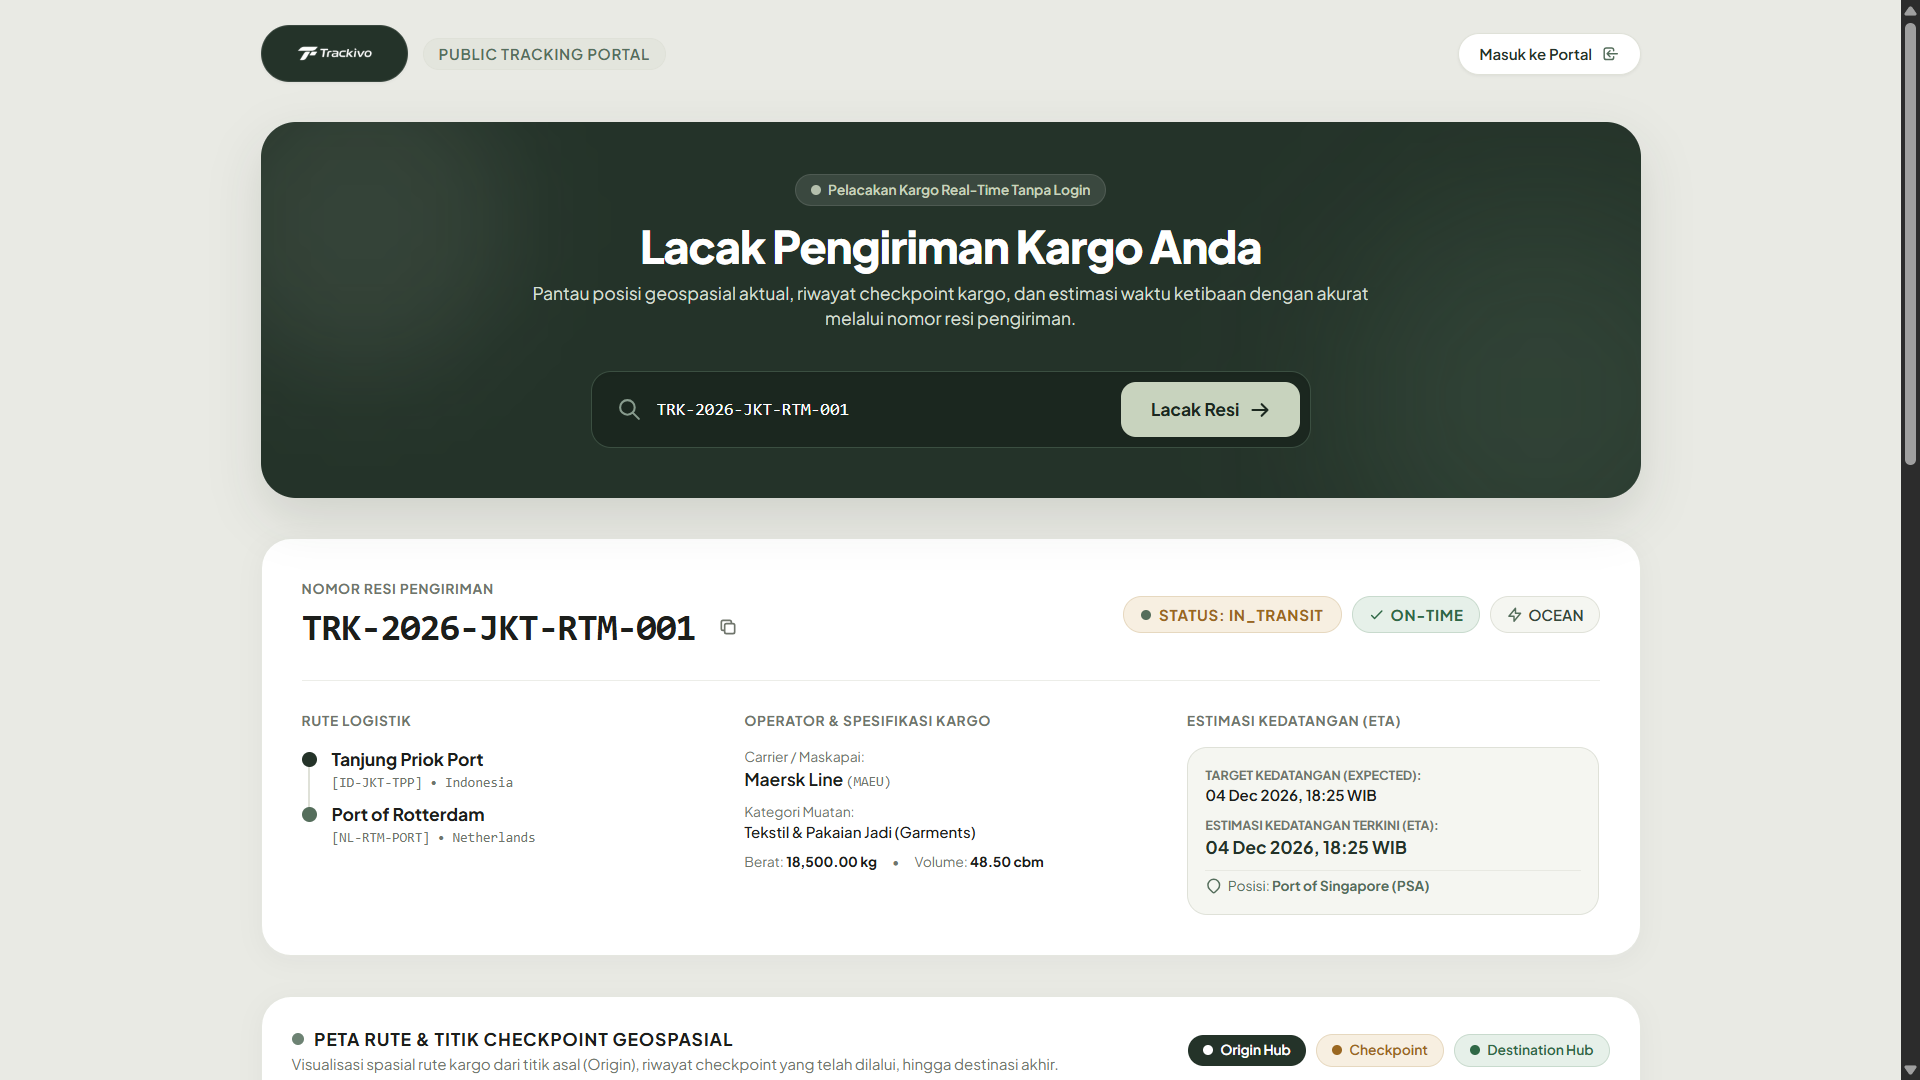 Trackivo
PUBLIC TRACKING PORTAL
Masuk ke Portal
Pelacakan Kargo Real-Time Tanpa Login
Lacak Pengiriman Kargo Anda
Pantau posisi geospasial aktual, riwayat checkpoint kargo, dan estimasi waktu ketibaan dengan akurat
melalui nomor resi pengiriman.
TRK-2026-JKT-RTM-001
Lacak Resi
NOMOR RESI PENGIRIMAN
TRK-2026-JKT-RTM-001
STATUS: IN_TRANSIT
ON-TIME
OCEAN
RUTE LOGISTIK
Tanjung Priok Port
[ID-JKT-TPP] • Indonesia
Port of Rotterdam
[NL-RTM-PORT] • Netherlands
OPERATOR & SPESIFIKASI KARGO
Carrier / Maskapai:
Maersk Line (MAEU)
Kategori Muatan:
Tekstil & Pakaian Jadi (Garments)
Berat: 18,500.00 kg • Volume: 48.50 cbm
ESTIMASI KEDATANGAN (ETA)
TARGET KEDATANGAN (EXPECTED):
04 Dec 2026, 18:25 WIB
ESTIMASI KEDATANGAN TERKINI (ETA):
04 Dec 2026, 18:25 WIB
Posisi: Port of Singapore (PSA)
PETA RUTE & TITIK CHECKPOINT GEOSPASIAL
Visualisasi spasial rute kargo dari titik asal (Origin), riwayat checkpoint yang telah dilalui, hingga destinasi akhir.
Origin Hub
Checkpoint
Destination Hub